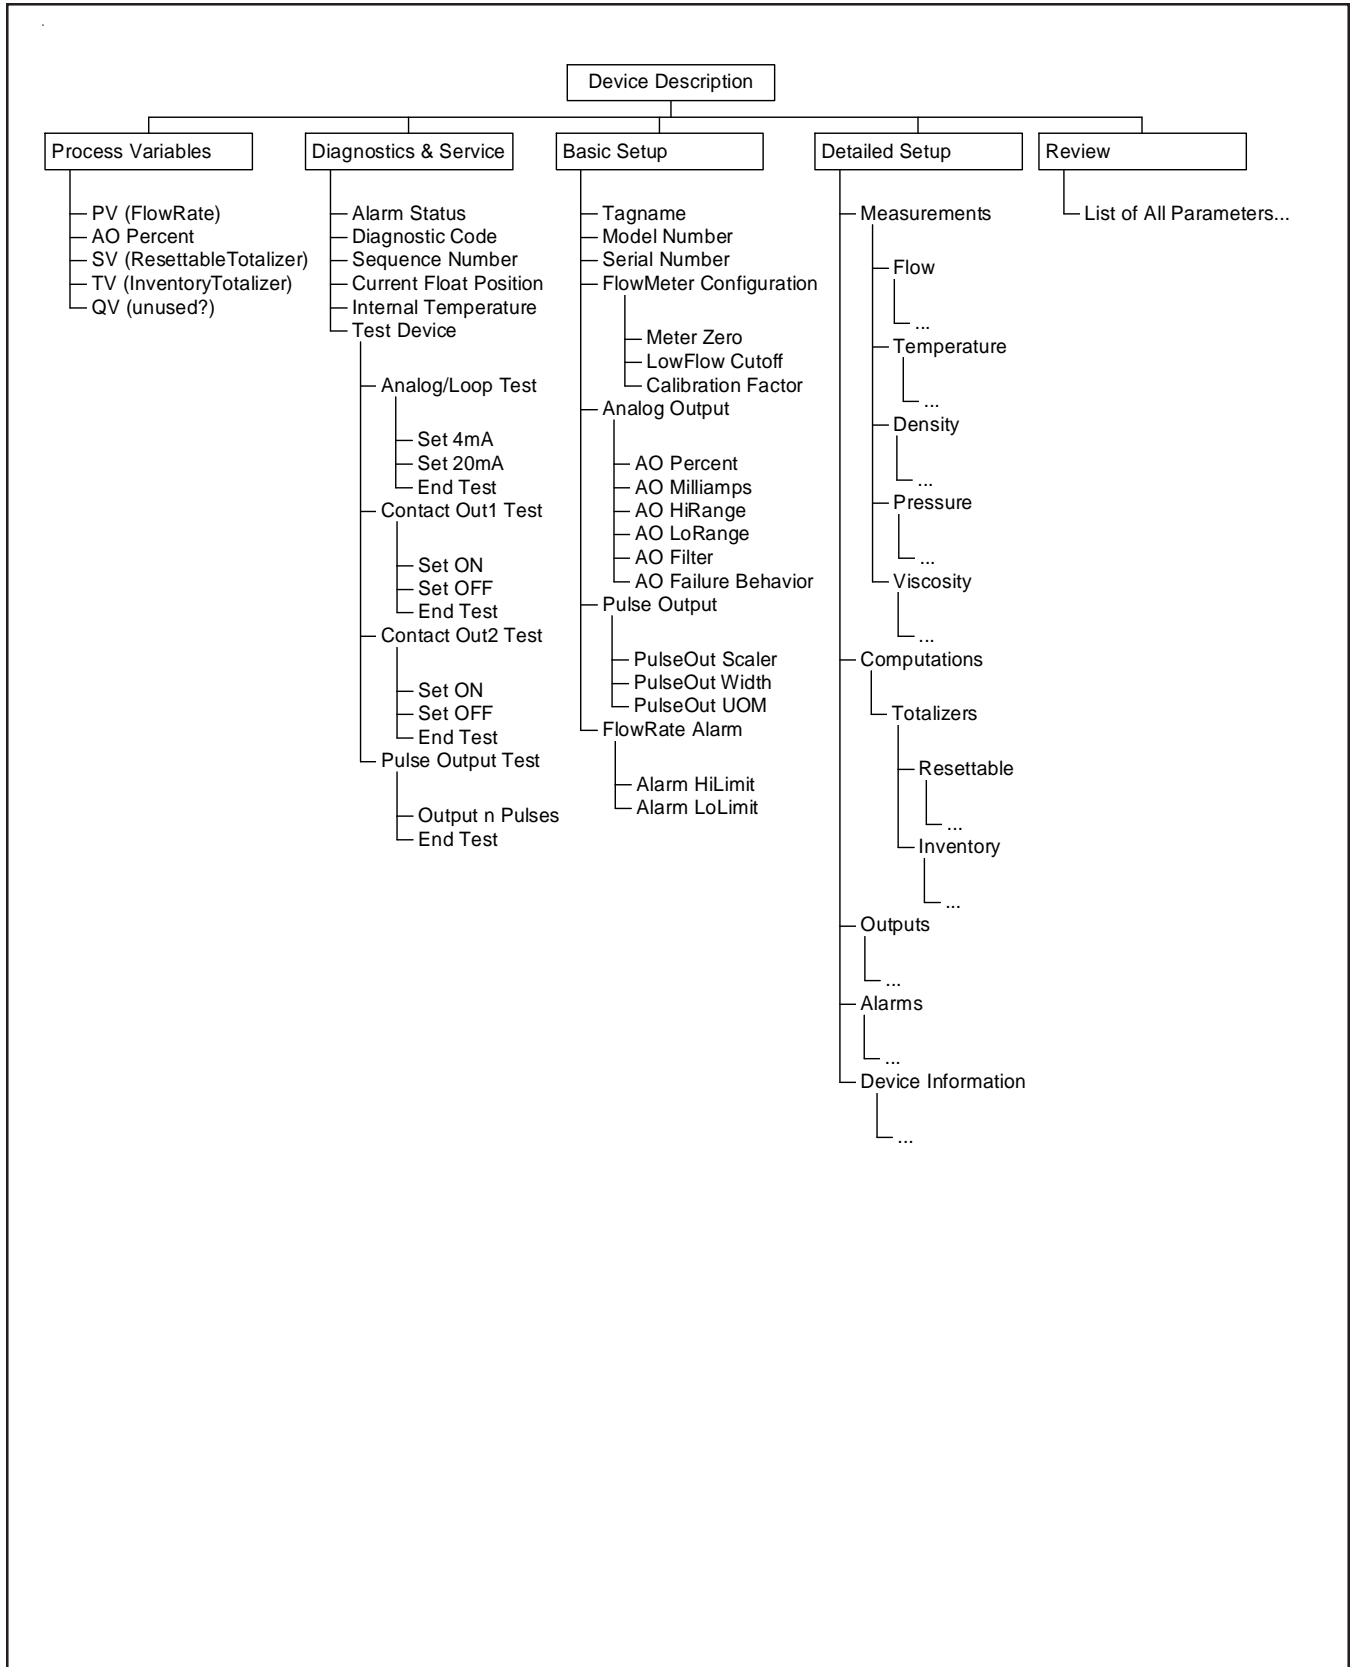 Device Description
Process Variables
PV (FlowRate)
AO Percent
SV (ResettableTotalizer)
TV (InventoryTotalizer)
QV (unused?)
Diagnostics & Service
Alarm Status
Diagnostic Code
Sequence Number
Current Float Position
Internal Temperature
Test Device
Analog/Loop Test
Set 4mA
Set 20mA
End Test
Contact Out1 Test
Set ON
Set OFF
End Test
Contact Out2 Test
Set ON
Set OFF
End Test
Pulse Output Test
Output n Pulses
End Test
Basic Setup
Tagname
Model Number
Serial Number
FlowMeter Configuration
Meter Zero
LowFlow Cutoff
Calibration Factor
Analog Output
AO Percent
AO Milliamps
AO HiRange
AO LoRange
AO Filter
AO Failure Behavior
Pulse Output
PulseOut Scaler
PulseOut Width
PulseOut UOM
FlowRate Alarm
Alarm HiLimit
Alarm LoLimit
Detailed Setup
Measurements
Flow
...
Temperature
...
Density
...
Pressure
...
Viscosity
...
Computations
Totalizers
Resettable
...
Inventory
...
Outputs
...
Alarms
...
Device Information
...
Review
List of All Parameters...